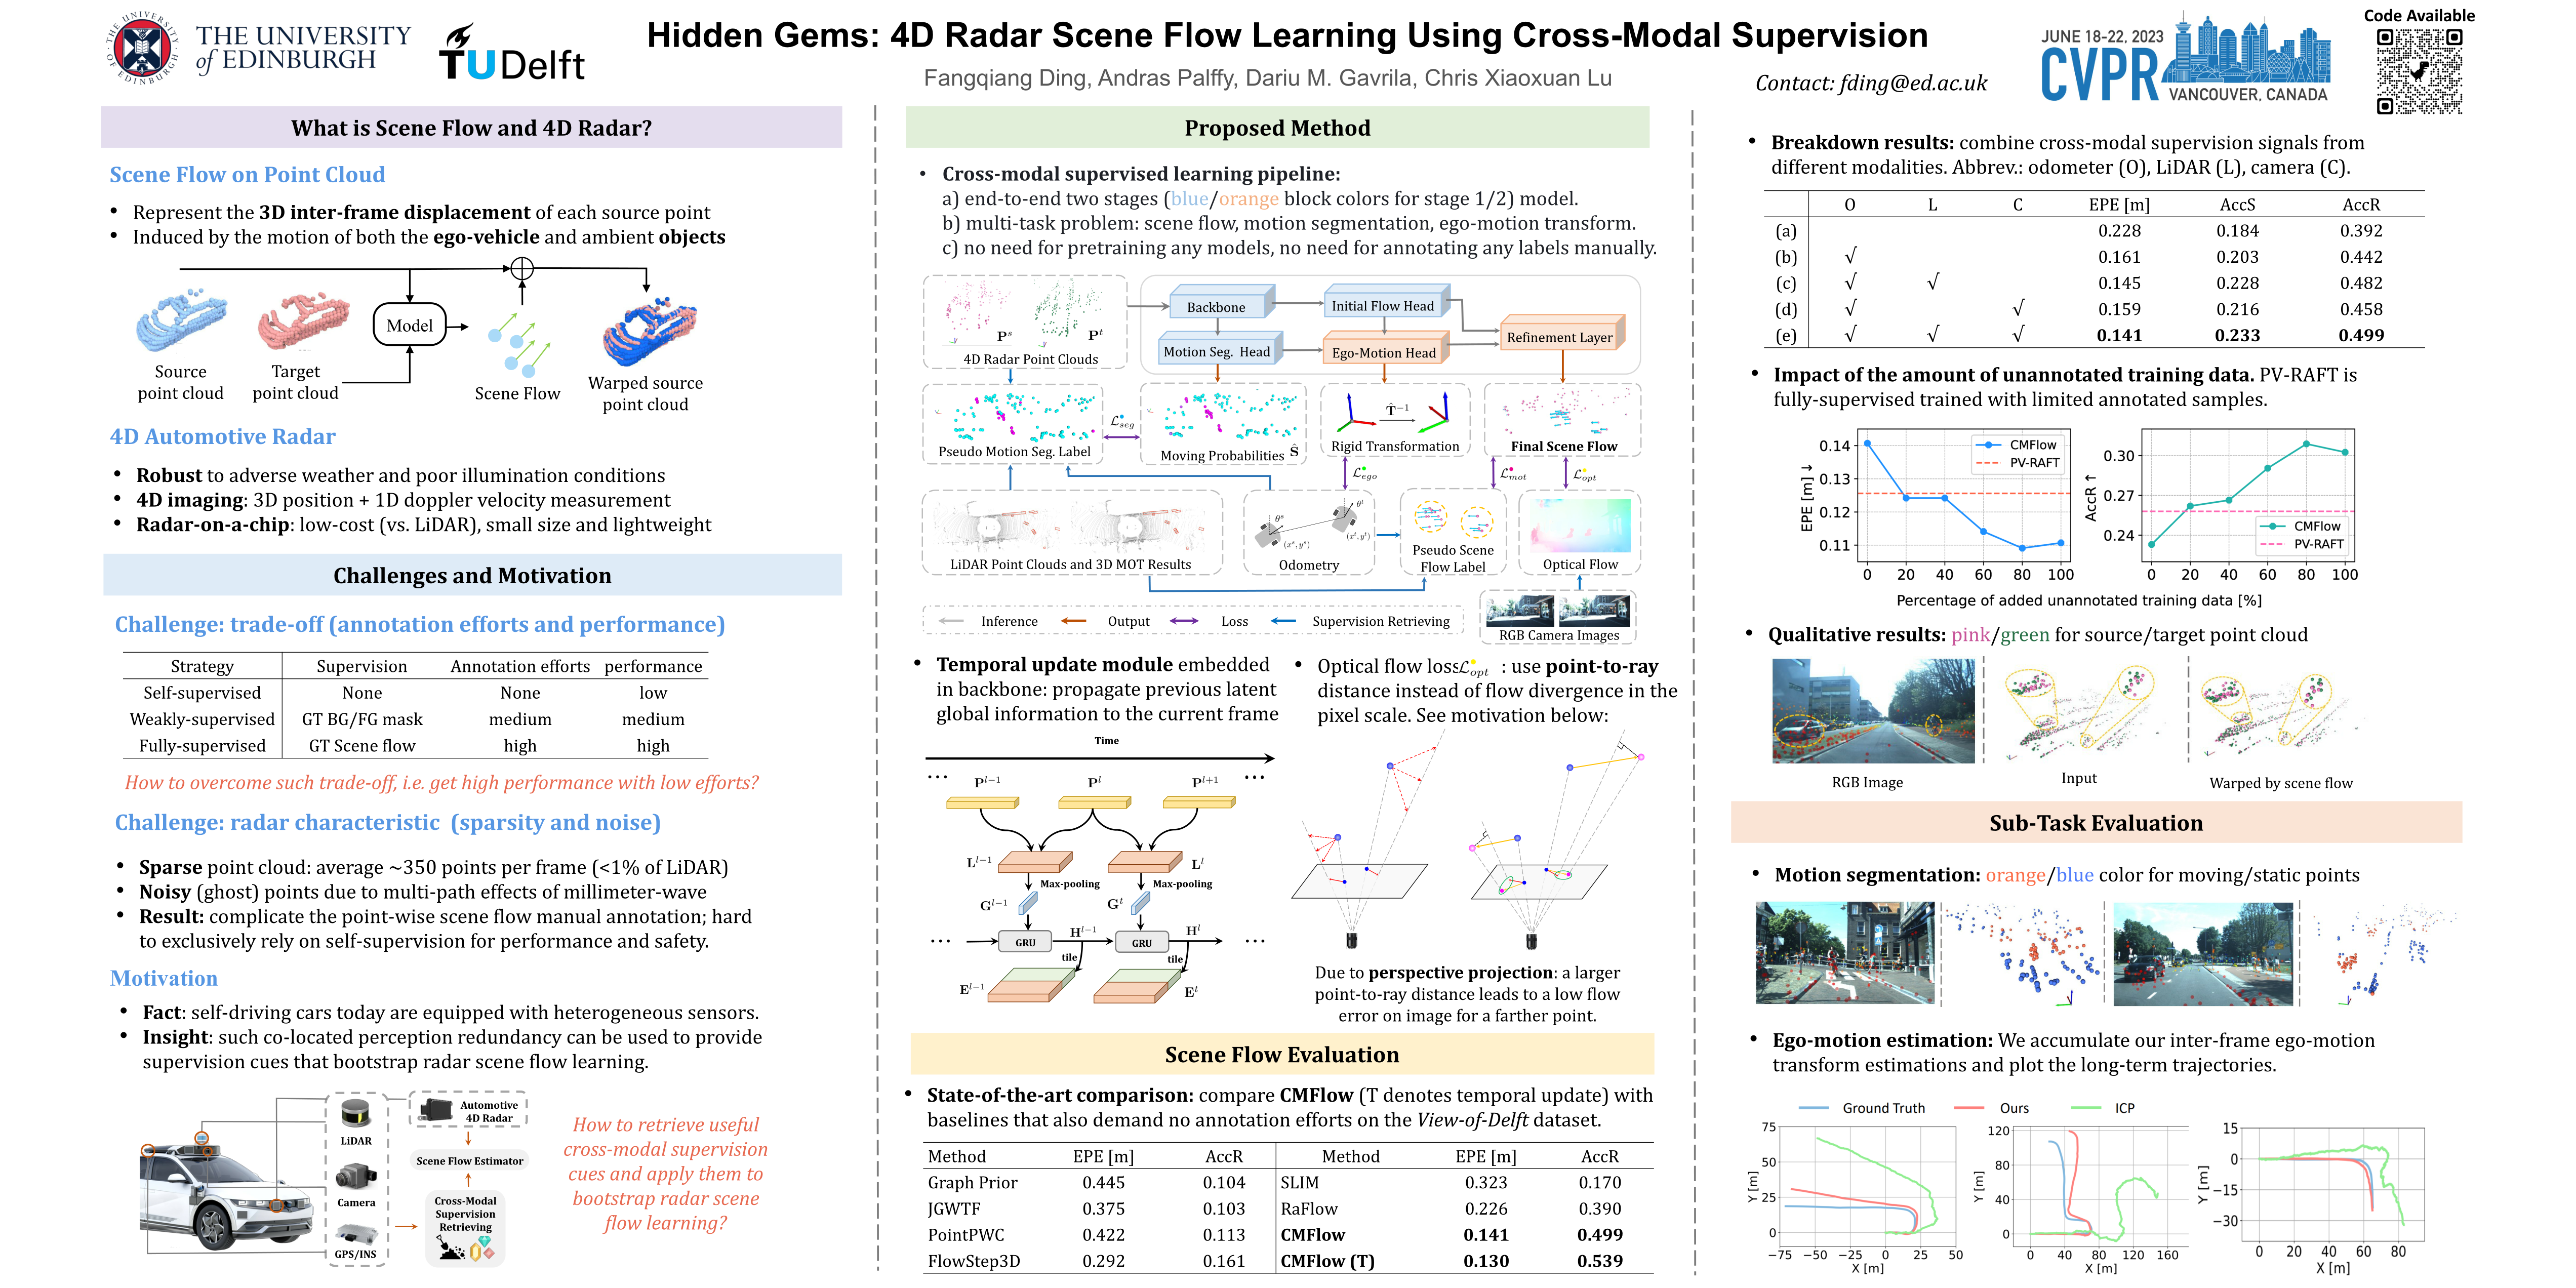 THE UNIVERSITY
of EDINBURGH
TU Delft
Hidden Gems: 4D Radar Scene Flow Learning Using Cross-Modal Supervision
Fangqiang Ding, Andras Palffy, Dariu M. Gavrila, Chris Xiaoxuan Lu
Contact: fding@ed.ac.uk
JUNE 18-22, 2023
CVPR
VANCOUVER, CANADA
Code Available
What is Scene Flow and 4D Radar?
Scene Flow on Point Cloud
• Represent the 3D inter-frame displacement of each source point
• Induced by the motion of both the ego-vehicle and ambient objects
Model
Source
point cloud
Target
point cloud
Scene Flow
Warped source
point cloud
4D Automotive Radar
• Robust to adverse weather and poor illumination conditions
• 4D imaging: 3D position + 1D doppler velocity measurement
• Radar-on-a-chip: low-cost (vs. LiDAR), small size and lightweight
Challenges and Motivation
Challenge: trade-off (annotation efforts and performance)
Strategy Supervision Annotation efforts performance
Self-supervised None None low
Weakly-supervised GT BG/FG mask medium medium
Fully-supervised GT Scene flow high high
How to overcome such trade-off, i.e. get high performance with low efforts?
Challenge: radar characteristic (sparsity and noise)
• Sparse point cloud: average ~350 points per frame (<1% of LiDAR)
• Noisy (ghost) points due to multi-path effects of millimeter-wave
• Result: complicate the point-wise scene flow manual annotation; hard
to exclusively rely on self-supervision for performance and safety.
Motivation
• Fact: self-driving cars today are equipped with heterogeneous sensors.
• Insight: such co-located perception redundancy can be used to provide
supervision cues that bootstrap radar scene flow learning.
LiDAR
Camera
GPS/INS
Automotive
4D Radar
Scene Flow Estimator
Cross-Modal
Supervision
Retrieving
How to retrieve useful
cross-modal supervision
cues and apply them to
bootstrap radar scene
flow learning?
Proposed Method
• Cross-modal supervised learning pipeline:
a) end-to-end two stages (blue/orange block colors for stage 1/2) model.
b) multi-task problem: scene flow, motion segmentation, ego-motion transform.
c) no need for pretraining any models, no need for annotating any labels manually.
P^s P^t
4D Radar Point Clouds
Backbone
Initial Flow Head
Motion Seg. Head
Ego-Motion Head
Refinement Layer
Pseudo Motion Seg. Label
ℒ_seg
Moving Probabilities Ŝ
T̂^−1
Rigid Transformation
Final Scene Flow
ℒ_ego
ℒ_mot
ℒ_opt
LiDAR Point Clouds and 3D MOT Results
θ^s
(x^s, y^s)
θ^t
(x^t, y^t)
Odometry
Pseudo Scene
Flow Label
Optical Flow
Inference Output Loss Supervision Retrieving
RGB Camera Images
• Temporal update module embedded
in backbone: propagate previous latent
global information to the current frame
Time
... P^l−1 P^l P^l+1 ...
L^l−1 L^l
Max-pooling Max-pooling
G^l−1 G^t
... GRU H^l−1 GRU H^l ...
tile tile
E^l−1 E^t
• Optical flow loss ℒ_opt : use point-to-ray
distance instead of flow divergence in the
pixel scale. See motivation below:
Due to perspective projection: a larger
point-to-ray distance leads to a low flow
error on image for a farther point.
Scene Flow Evaluation
• State-of-the-art comparison: compare CMFlow (T denotes temporal update) with
baselines that also demand no annotation efforts on the View-of-Delft dataset.
Method EPE [m] AccR Method EPE [m] AccR
Graph Prior 0.445 0.104 SLIM 0.323 0.170
JGWTF 0.375 0.103 RaFlow 0.226 0.390
PointPWC 0.422 0.113 CMFlow 0.141 0.499
FlowStep3D 0.292 0.161 CMFlow (T) 0.130 0.539
• Breakdown results: combine cross-modal supervision signals from
different modalities. Abbrev.: odometer (O), LiDAR (L), camera (C).
O L C EPE [m] AccS AccR
(a) 0.228 0.184 0.392
(b) √ 0.161 0.203 0.442
(c) √ √ 0.145 0.228 0.482
(d) √ √ 0.159 0.216 0.458
(e) √ √ √ 0.141 0.233 0.499
• Impact of the amount of unannotated training data. PV-RAFT is
fully-supervised trained with limited annotated samples.
EPE [m] ↓
0.14
0.13
0.12
0.11
CMFlow
PV-RAFT
0 20 40 60 80 100
AccR ↑
0.30
0.27
0.24
CMFlow
PV-RAFT
0 20 40 60 80 100
Percentage of added unannotated training data [%]
• Qualitative results: pink/green for source/target point cloud
RGB Image
Input
Warped by scene flow
Sub-Task Evaluation
• Motion segmentation: orange/blue color for moving/static points
• Ego-motion estimation: We accumulate our inter-frame ego-motion
transform estimations and plot the long-term trajectories.
Ground Truth Ours ICP
Y [m]
75
50
25
0
−75 −50 −25 0 25 50
X [m]
Y [m]
120
80
40
0
0 40 80 120 160
X [m]
Y [m]
15
0
−15
−30
0 20 40 60 80
X [m]